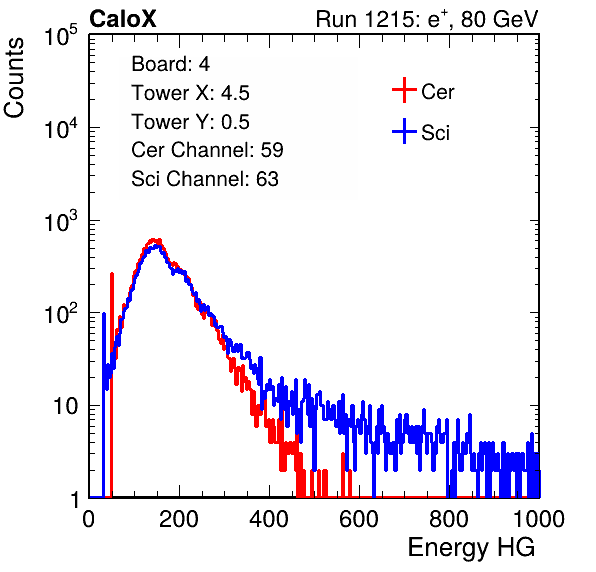 CaloX Run 1215: e⁺, 80 GeV
Counts
10⁵
10⁴
10³
10²
10
1
Board: 4
Tower X: 4.5
Tower Y: 0.5
Cer Channel: 59
Sci Channel: 63
Cer
Sci
0 200 400 600 800 1000
Energy HG